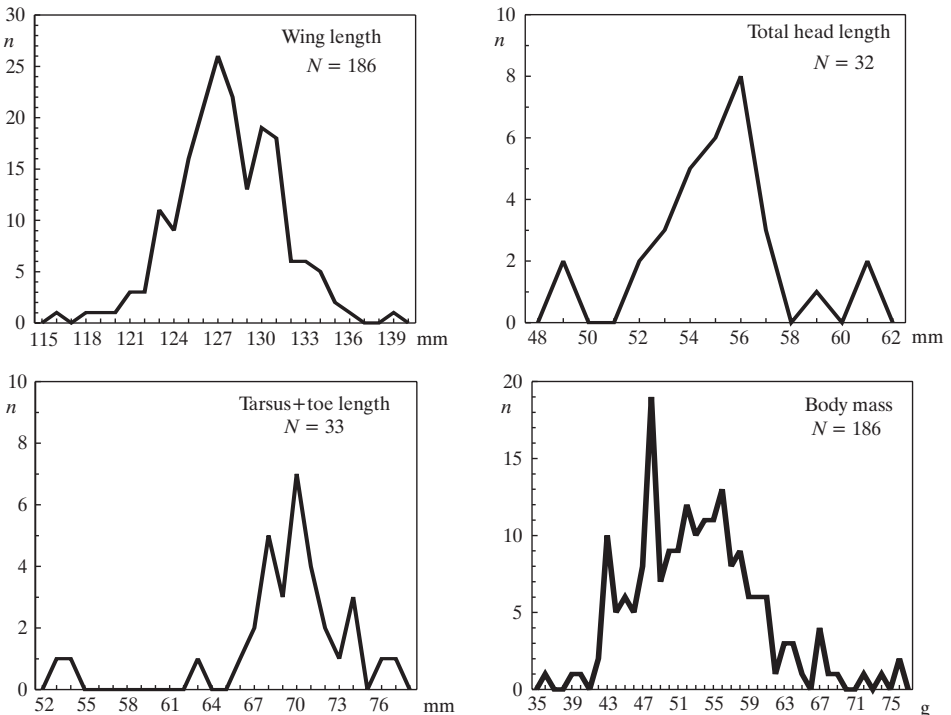 30
n
25
20
15
10
5
0
Wing length
N = 186
115 118 121 124 127 130 133 136 139 mm
10
n
8
6
4
2
0
Total head length
N = 32
48 50 52 54 56 58 60 62 mm
10
n
8
6
4
2
0
Tarsus+toe length
N = 33
52 55 58 61 64 67 70 73 76 mm
20
n
15
10
5
0
Body mass
N = 186
35 39 43 47 51 55 59 63 67 71 75 g